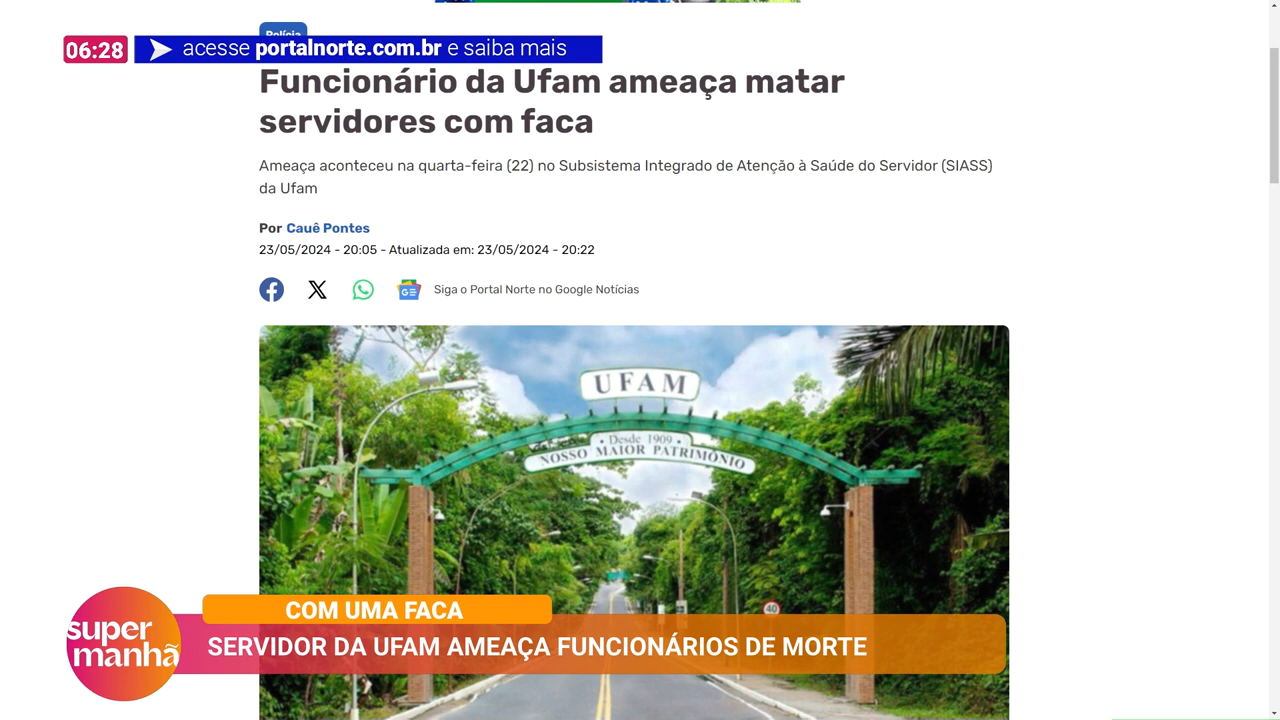 Polícia
06:28
acesse portalnorte.com.br e saiba mais
Funcionário da Ufam ameaça matar
servidores com faca
Ameaça aconteceu na quarta-feira (22) no Subsistema Integrado de Atenção à Saúde do Servidor (SIASS)
da Ufam
Por Cauê Pontes
23/05/2024 - 20:05 - Atualizada em: 23/05/2024 - 20:22
Siga o Portal Norte no Google Notícias
UFAM
• Desde 1909 •
NOSSO MAIOR PATRIMÔNIO
40
COM UMA FACA
super
manhã
SERVIDOR DA UFAM AMEAÇA FUNCIONÁRIOS DE MORTE